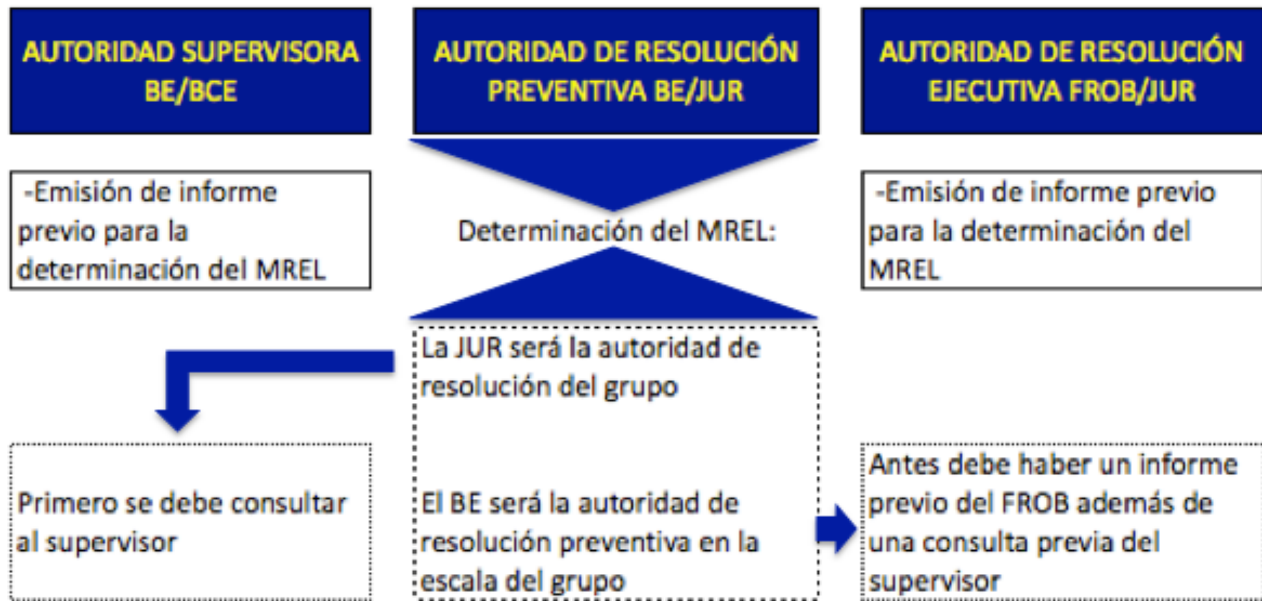 AUTORIDAD SUPERVISORA
BE/BCE
AUTORIDAD DE RESOLUCIÓN
PREVENTIVA BE/JUR
AUTORIDAD DE RESOLUCIÓN
EJECUTIVA FROB/JUR
-Emisión de informe
previo para la
determinación del MREL
Determinación del MREL:
-Emisión de informe previo
para la determinación del
MREL
La JUR será la autoridad de
resolución del grupo
El BE será la autoridad de
resolución preventiva en la
escala del grupo
Primero se debe consultar
al supervisor
Antes debe haber un informe
previo del FROB además de
una consulta previa del
supervisor